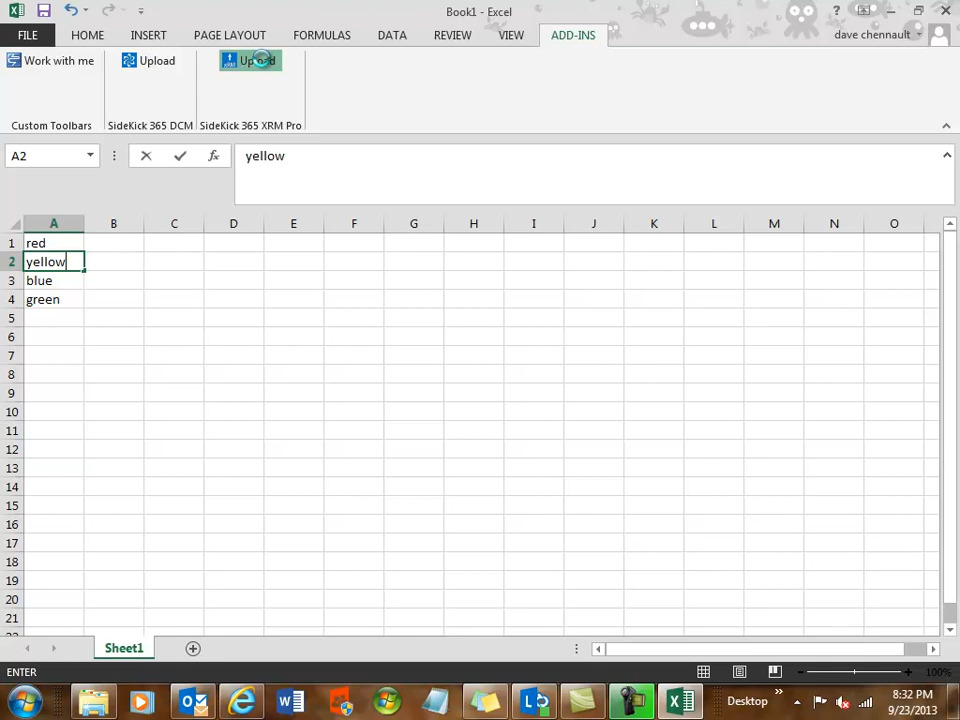 Book1 - Excel
FILE HOME INSERT PAGE LAYOUT FORMULAS DATA REVIEW VIEW ADD-INS dave chennault
Work with me Upload Upload
Custom Toolbars SideKick 365 DCM SideKick 365 XRM Pro
A2 fx yellow
A B C D E F G H I J K L M N O
1 red
2 yellow
3 blue
4 green
5
6
7
8
9
10
11
12
13
14
15
16
17
18
19
20
21
Sheet1
ENTER 100%
Desktop 8:32 PM
9/23/2013